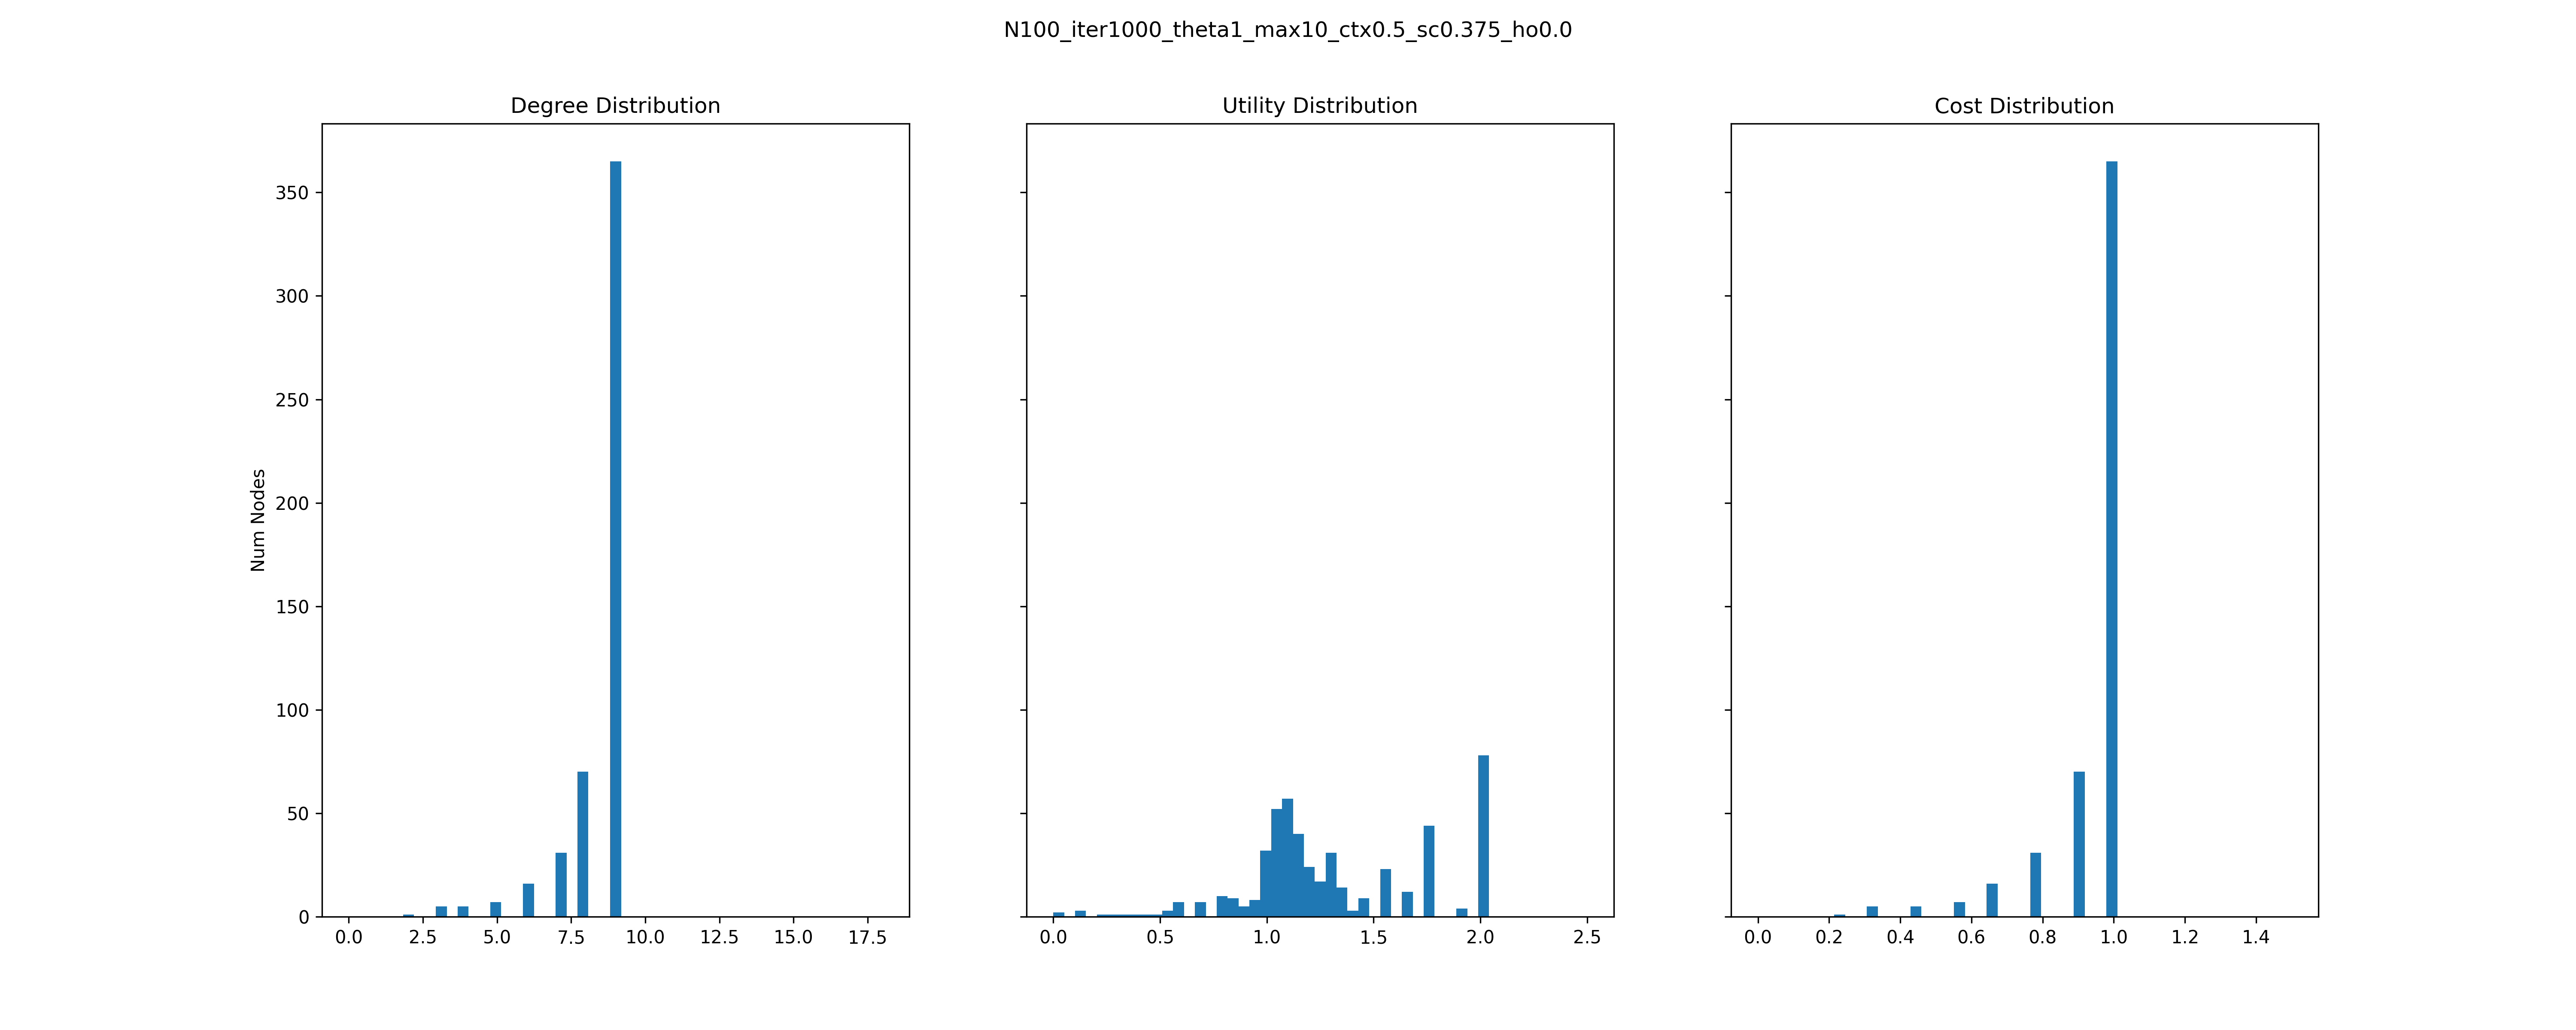 N100_iter1000_theta1_max10_ctx0.5_sc0.375_ho0.0
Degree Distribution
Num Nodes
350
300
250
200
150
100
50
0
0.0 2.5 5.0 7.5 10.0 12.5 15.0 17.5
Utility Distribution
0.0 0.5 1.0 1.5 2.0 2.5
Cost Distribution
0.0 0.2 0.4 0.6 0.8 1.0 1.2 1.4